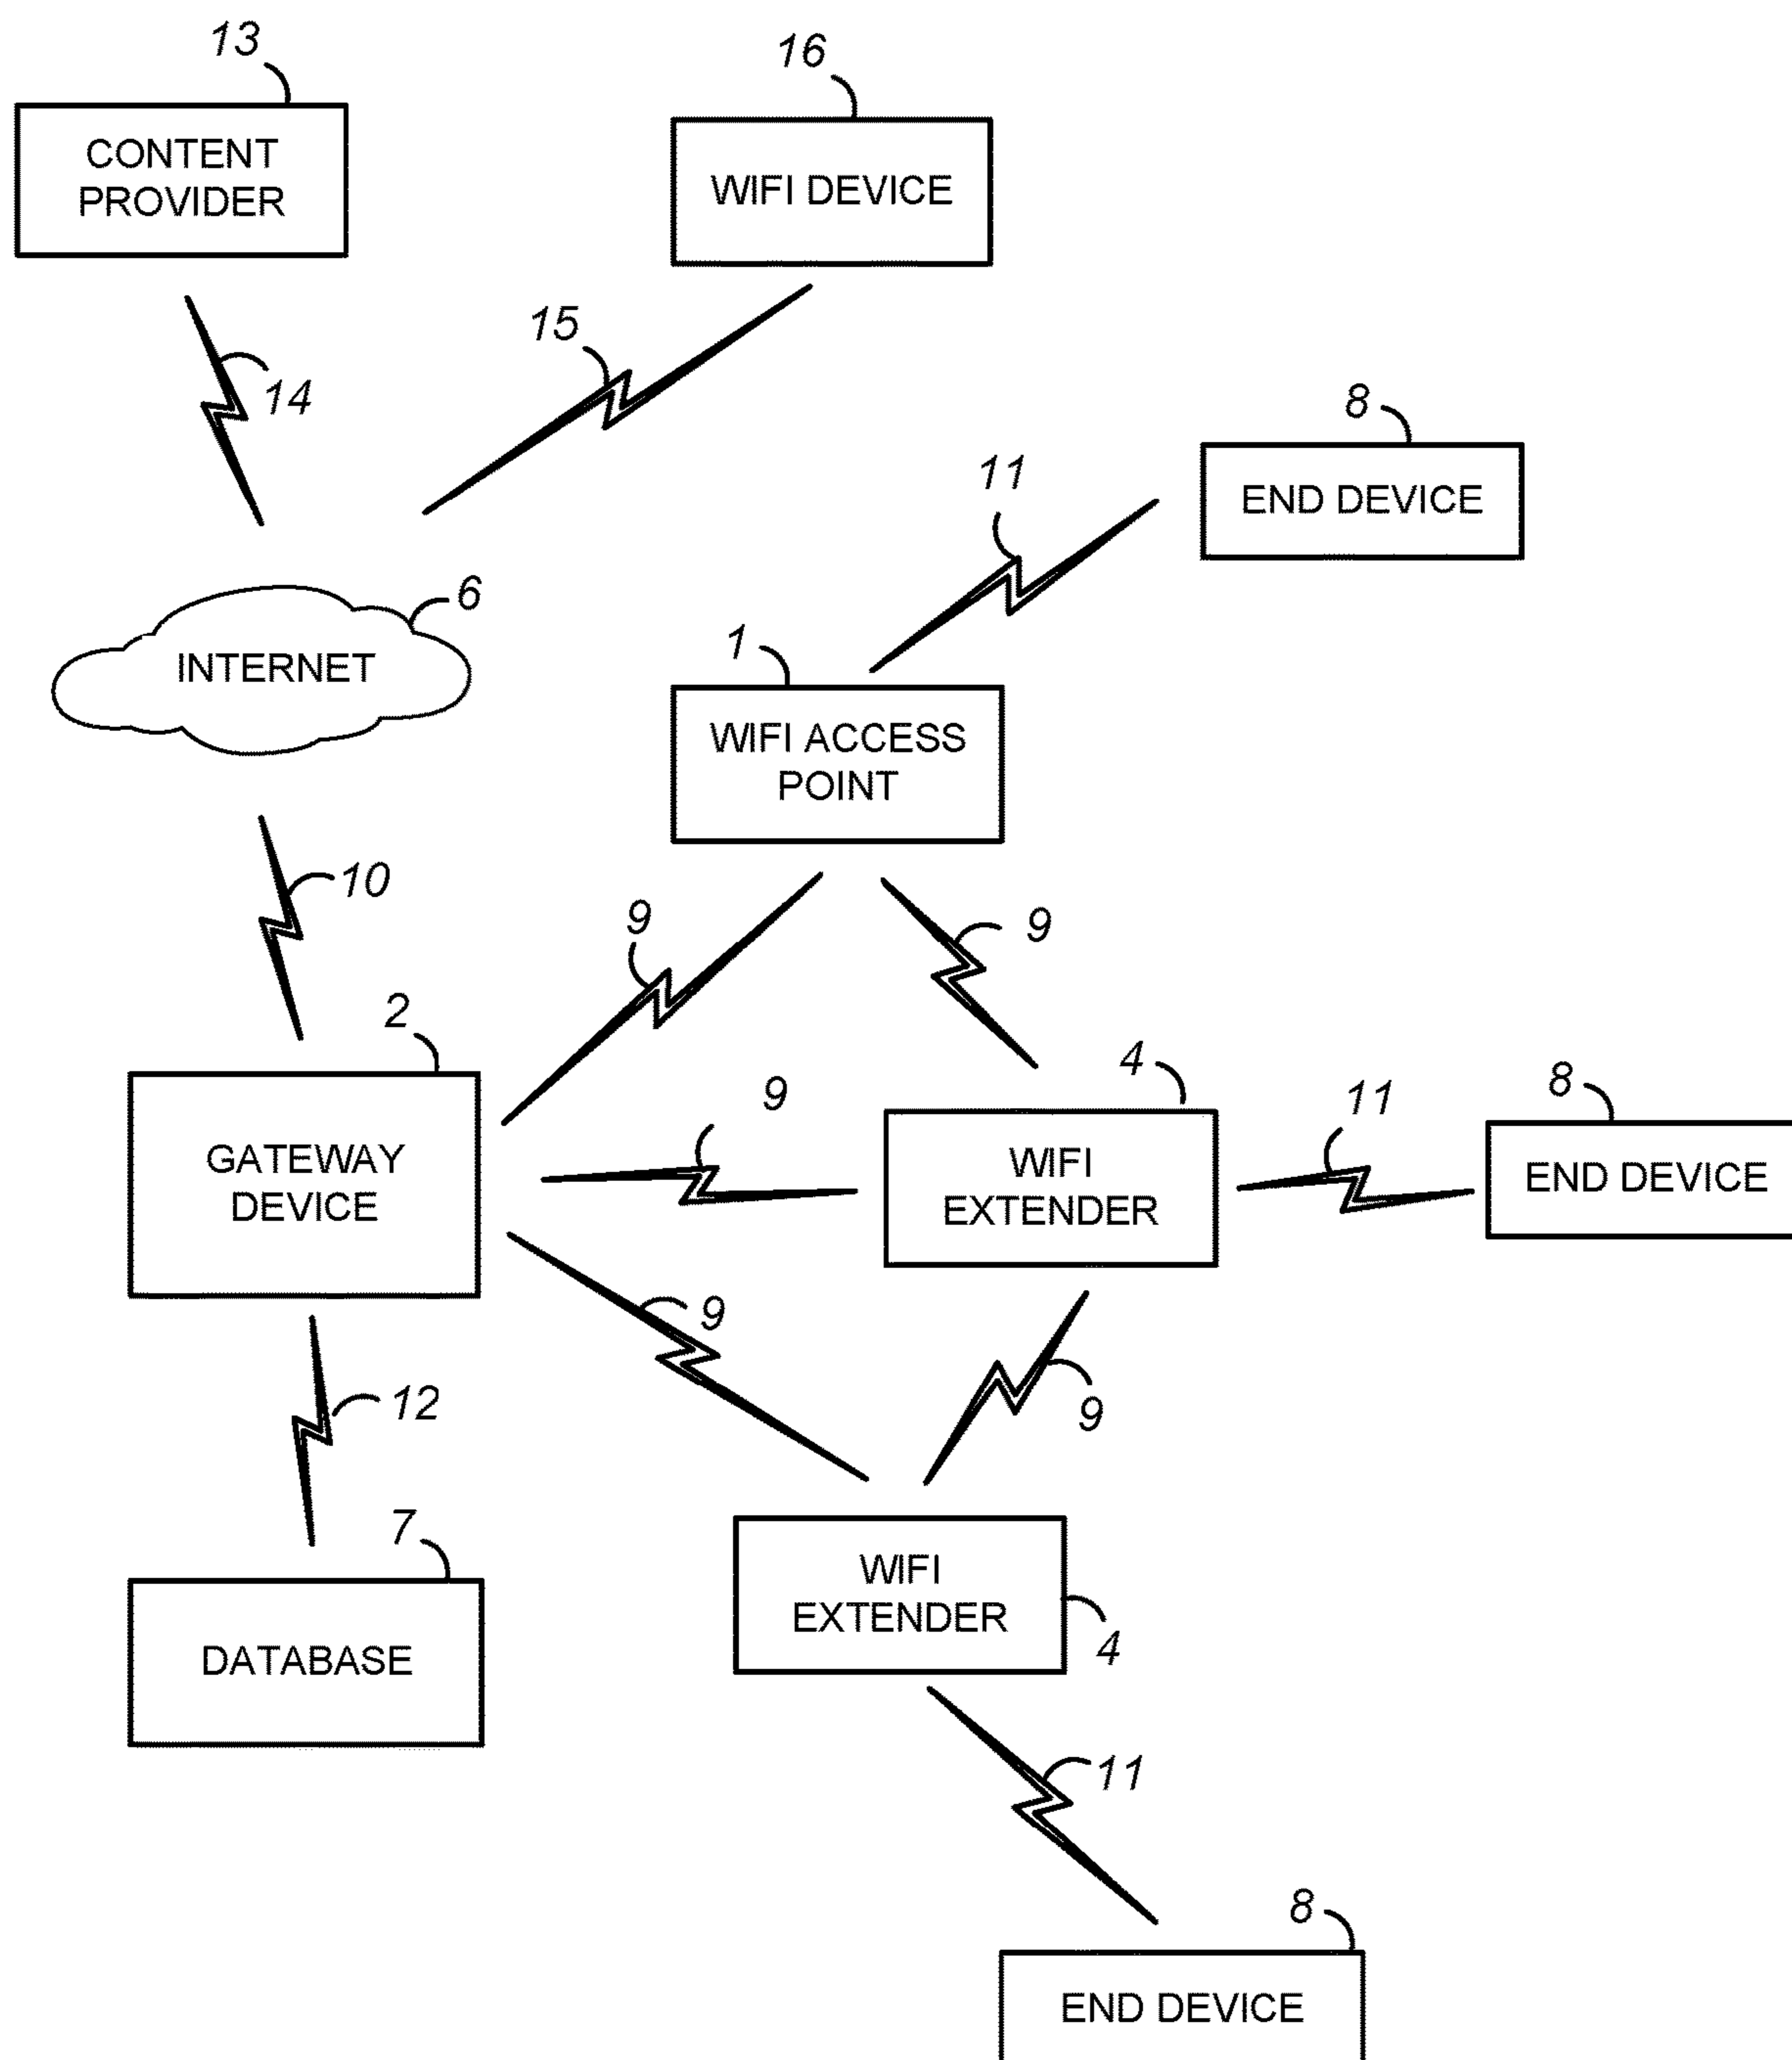 13
CONTENT
PROVIDER
16
WIFI DEVICE
14
15
8
END DEVICE
11
6
INTERNET
1
WIFI ACCESS
POINT
10
9
9
2
GATEWAY
DEVICE
9
4
WIFI
EXTENDER
11
8
END DEVICE
9
9
12
7
DATABASE
WIFI
EXTENDER
4
11
8
END DEVICE